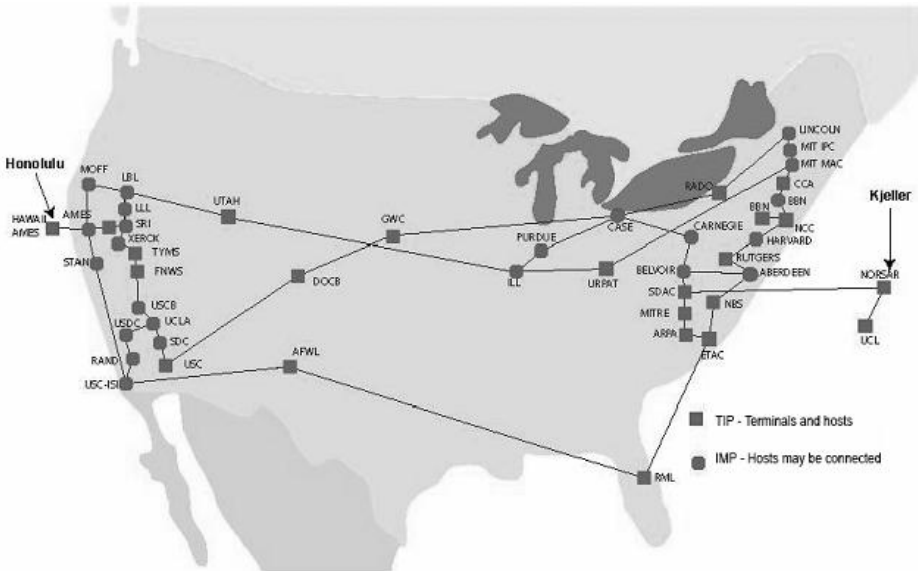 LINCOLN
MIT IPC
Honolulu
MIT MAC
MOFF
LBL
CCA
RADO
LLL
UTAH
BBN
Kjeller
HAWAII
AMES
AMES
SRI
GWC
BBN
NCC
XERCK
CASE
CARNEGIE
HARVARD
TYMS
PURDUE
STAN
FNWS
RUTGERS
DOCB
ILL
URPAT
BELVOIR
ABERDEEN
NORSAR
SDAC
USCB
NBS
USDC
UCLA
MITRE
SDC
ARPA
UCL
RAND
USC
AFWL
ETAC
USC-ISI
TIP - Terminals and hosts
IMP - Hosts may be connected
RML